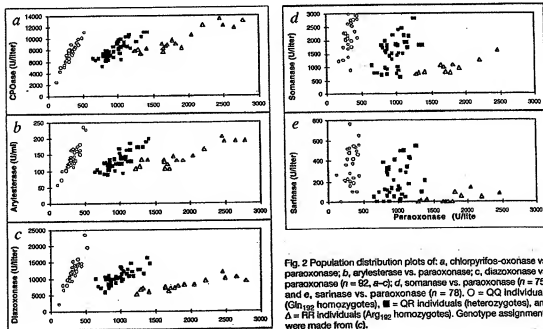 a
CPOase (U/liter)
14000
12000
10000
8000
6000
4000
2000
0
0 500 1000 1500 2000 2500 3000
b
Arylesterase (U/ml)
250
200
150
100
50
0
0 500 1000 1500 2000 2500 3000
c
Diazoxonase (U/liter)
25000
20000
15000
10000
5000
0
0 500 1000 1500 2000 2500 3000
d
Somanase (U/liter)
3000
2500
2000
1500
1000
500
0
0 500 1000 1500 2000 2500 3000
e
Sarinase (U/liter)
800
600
400
200
0
0 500 1000 1500 2000 2500 3000
Paraoxonase (U/lite
Fig. 2 Population distribution plots of: a, chlorpyrifos-oxonase vs
paraoxonase; b, arylesterase vs. paraoxonase; c, diazoxonase v
paraoxonase (n = 92, a–c); d, somanase vs. paraoxonase (n = 75
and e, sarinase vs. paraoxonase (n = 78). O = QQ individua
(Gln192 homozygotes), ■ = QR individuals (heterozygotes), an
Δ = RR individuals (Arg192 homozygotes). Genotype assignmen
were made from (c).